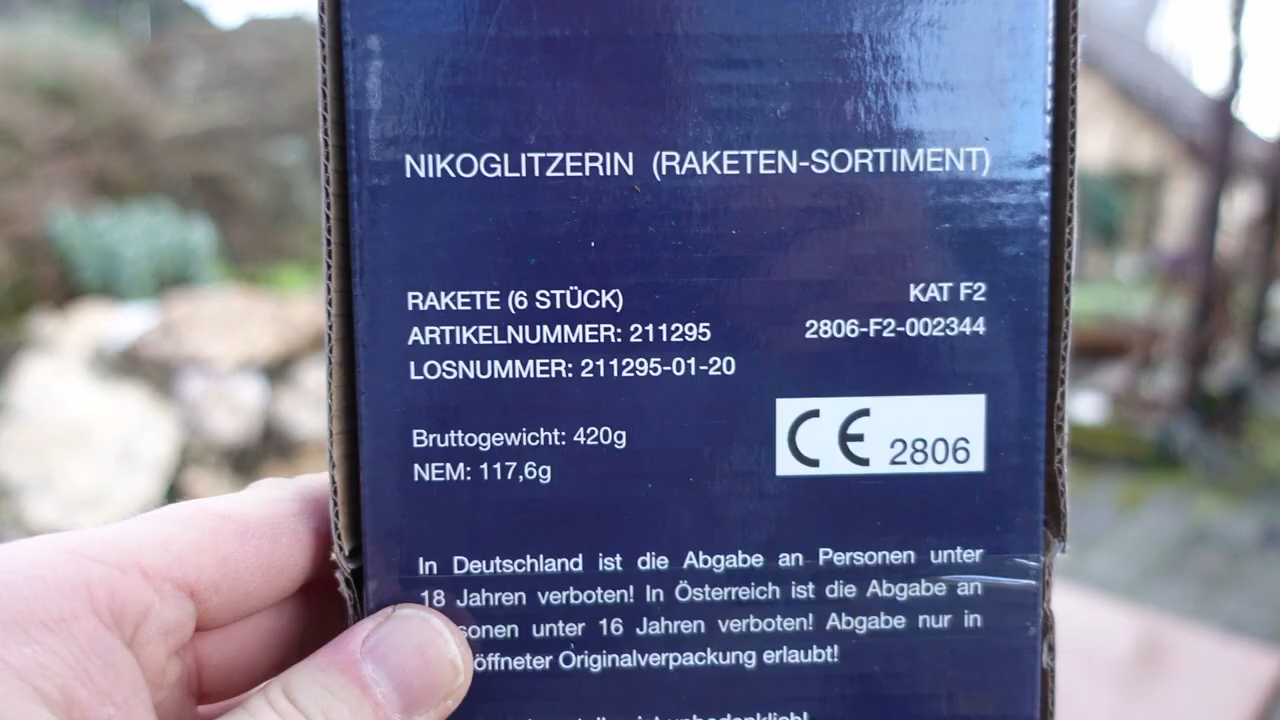 NIKOGLITZERIN (RAKETEN-SORTIMENT)
RAKETE (6 STÜCK)
ARTIKELNUMMER: 211295
LOSNUMMER: 211295-01-20
KAT F2
2806-F2-002344
Bruttogewicht: 420g
NEM: 117,6g
CE 2806
In Deutschland ist die Abgabe an Personen unter
18 Jahren verboten! In Österreich ist die Abgabe an
sonen unter 16 Jahren verboten! Abgabe nur in
öffneter Originalverpackung erlaubt!
ist unbedenklich!